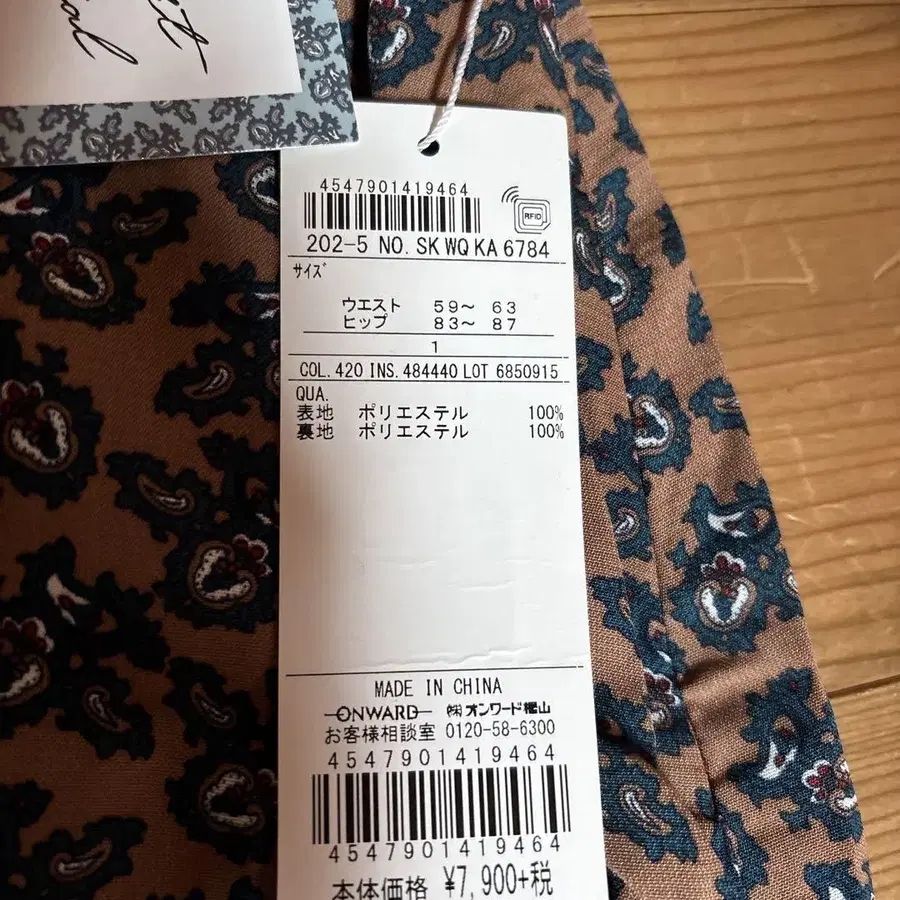 4547901419464
RFID
202-5 NO. SK WQ KA 6784
サイズ
ウエスト 59～ 63
ヒップ 83～ 87
1
COL. 420 INS. 484440 LOT 6850915
QUA.
表地 ポリエステル 100%
裏地 ポリエステル 100%
MADE IN CHINA
ONWARD ㈱オンワード樫山
お客様相談室 0120-58-6300
4547901419464
4547901419464
本体価格 ¥7,900+税